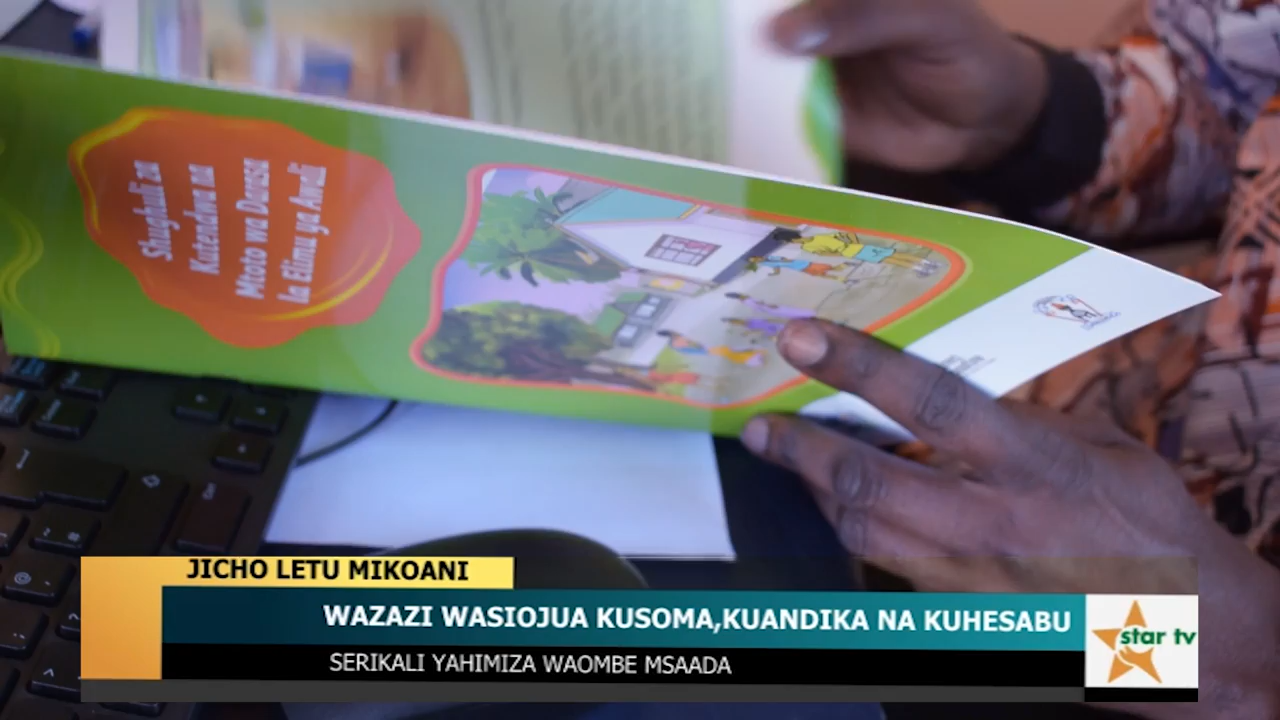 Shughuli za
Kutendwa na
Mtoto wa Darasa
la Elimu ya Awali
JICHO LETU MIKOANI
WAZAZI WASIOJUA KUSOMA,KUANDIKA NA KUHESABU
SERIKALI YAHIMIZA WAOMBE MSAADA
star tv